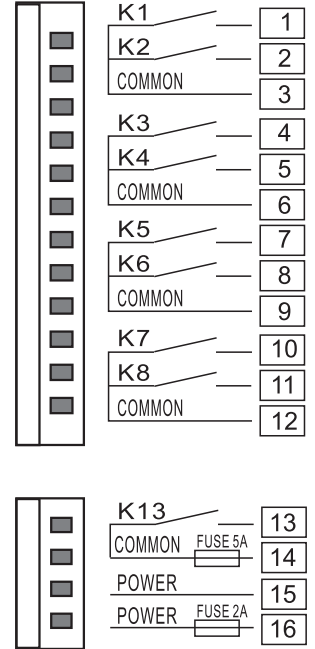 K1 1
K2 2
COMMON 3
K3 4
K4 5
COMMON 6
K5 7
K6 8
COMMON 9
K7 10
K8 11
COMMON 12
K13 13
COMMON FUSE 5A 14
POWER 15
POWER FUSE 2A 16